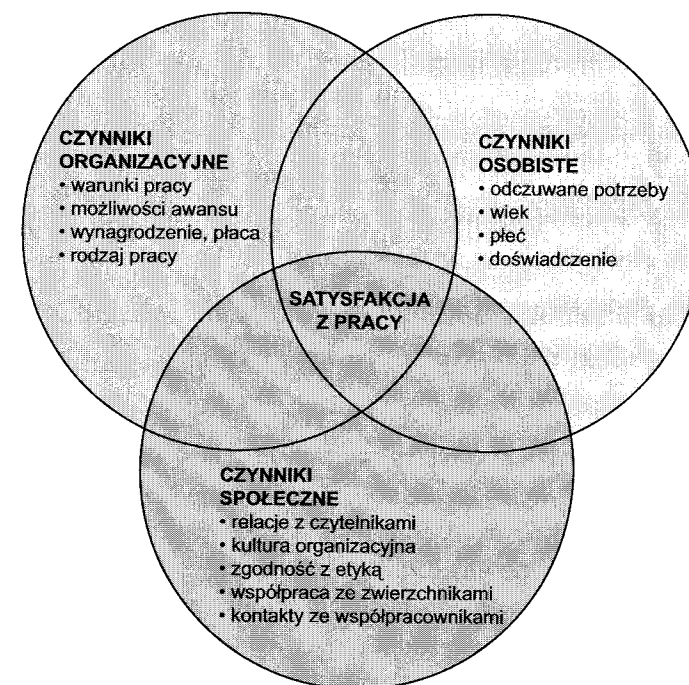 CZYNNIKI
ORGANIZACYJNE
• warunki pracy
• możliwości awansu
• wynagrodzenie, płaca
• rodzaj pracy
CZYNNIKI
OSOBISTE
• odczuwane potrzeby
• wiek
• płeć
• doświadczenie
SATYSFAKCJA
Z PRACY
CZYNNIKI
SPOŁECZNE
• relacje z czytelnikami
• kultura organizacyjna
• zgodność z etyką
• współpraca ze zwierzchnikami
• kontakty ze współpracownikami